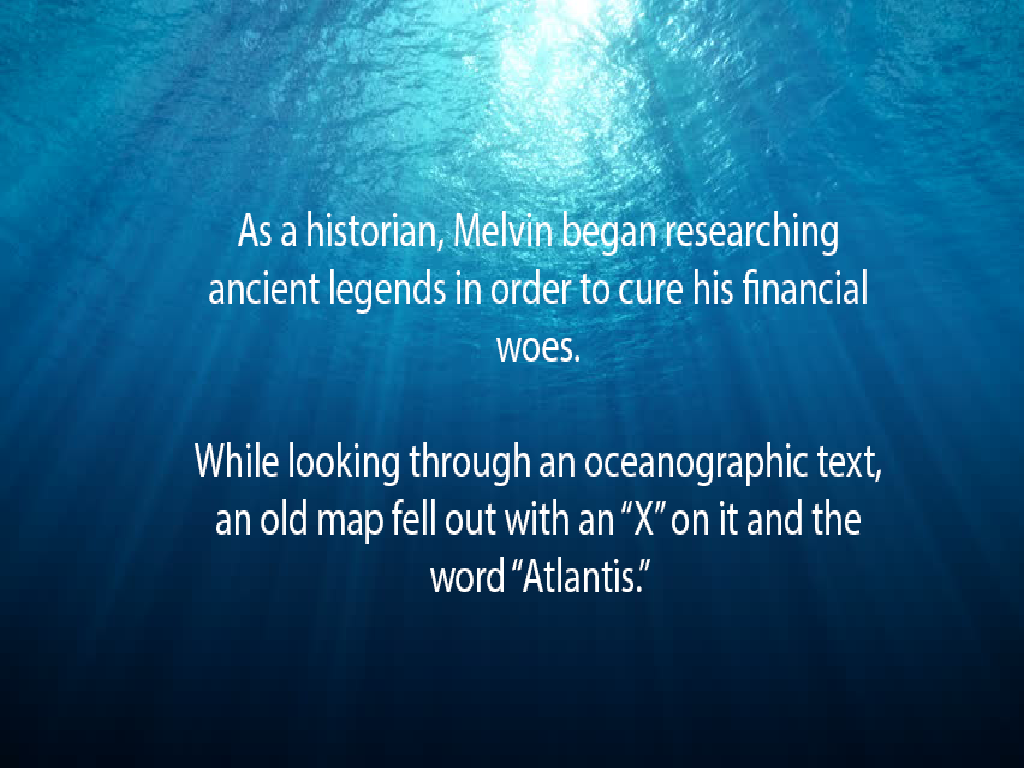 As a historian, Melvin began researching
ancient legends in order to cure his financial
woes.
While looking through an oceanographic text,
an old map fell out with an “X” on it and the
word “Atlantis.”